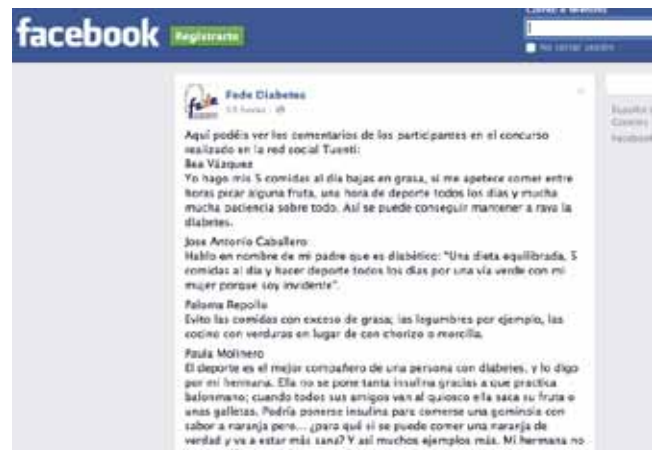 facebook Registrarte
Correo o teléfono
No cerrar sesión
fede Fede Diabetes
horas
Aquí podéis ver los comentarios de los participantes en el concurso
realizado en la red social Tuenti:
Bea Vázquez
Yo hago mis 5 comidas al día bajas en grasa, si me apetece comer entre
horas picar alguna fruta, una hora de deporte todos los días y mucha
mucha paciencia sobre todo. Así se puede conseguir mantener a raya la
diabetes.
Jose Antonio Caballero
Hablo en nombre de mi padre que es diabético: "Una dieta equilibrada, 5
comidas al día y hacer deporte todos los días por una vía verde con mi
mujer porque soy invidente".
Paloma Repollo
Evito las comidas con exceso de grasa; las legumbres por ejemplo, las
cocino con verduras en lugar de con chorizo o morcilla.
Paula Molinero
El deporte es el mejor compañero de una persona con diabetes, y lo digo
por mi hermana. Ella no se pone tanta insulina gracias a que practica
balonmano; cuando todos sus amigos van al quiosco ella saca su fruta o
unas galletas. Podría ponerse insulina para comerse una gominola con
sabor a naranja pero... ¿para qué si se puede comer una naranja de
verdad y va a estar más sana? Y así muchos ejemplos más. Mi hermana no